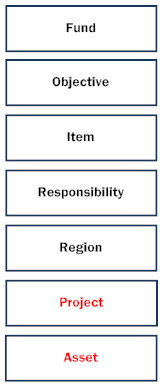 Fund
Objective
Item
Responsibility
Region
Project
Asset